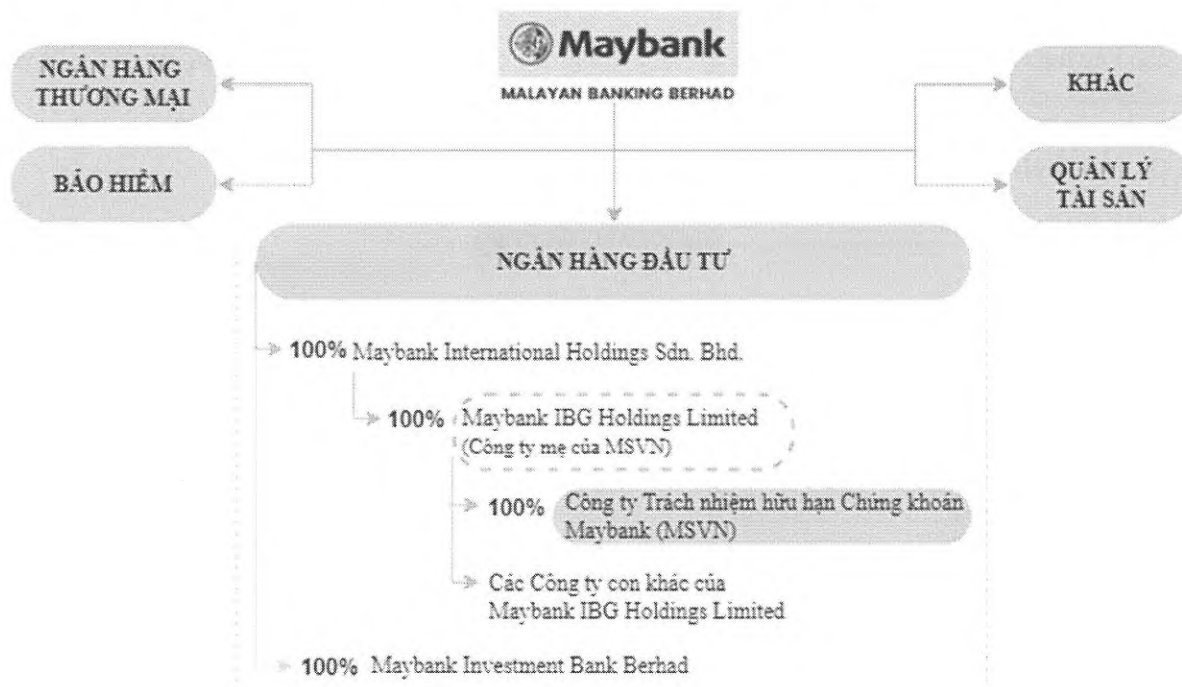 Maybank
MALAYAN BANKING BERHAD
NGÂN HÀNG
THƯƠNG MẠI
KHÁC
BẢO HIỂM
QUẢN LÝ
TÀI SẢN
NGÂN HÀNG ĐẦU TƯ
100% Maybank International Holdings Sdn. Bhd.
100% Maybank IBG Holdings Limited
(Công ty mẹ của MSVN)
100% Công ty Trách nhiệm hữu hạn Chứng khoán
Maybank (MSVN)
Các Công ty con khác của
Maybank IBG Holdings Limited
100% Maybank Investment Bank Berhad